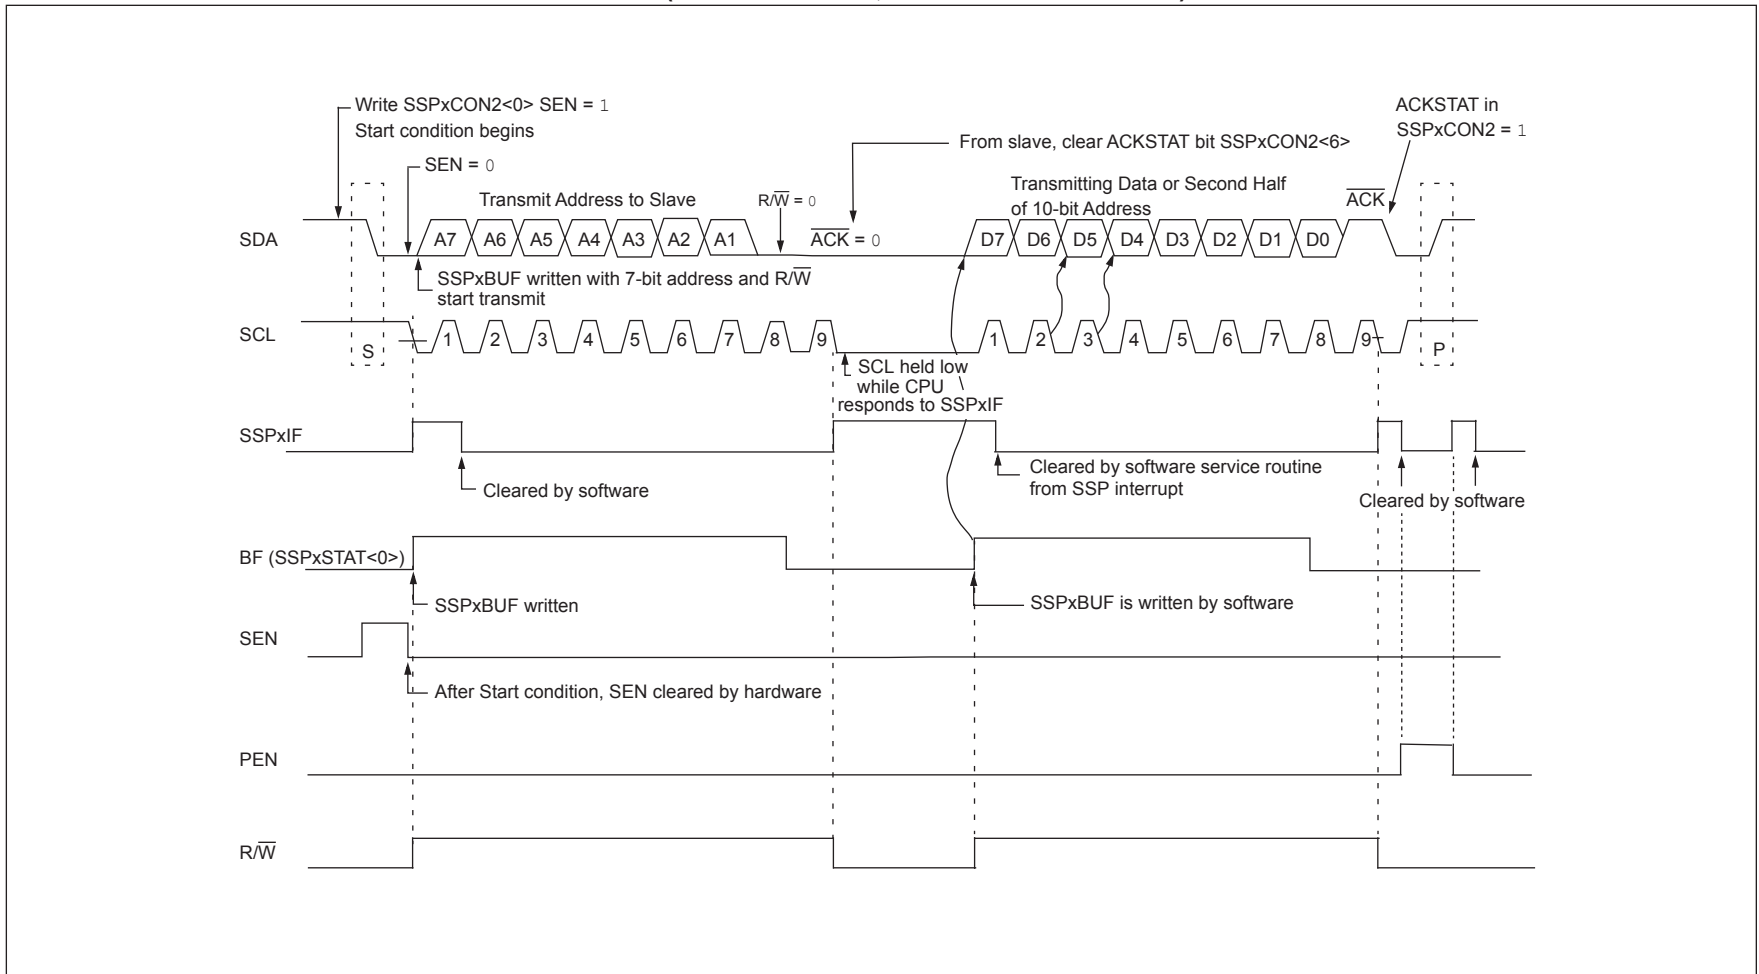 Write SSPxCON2<0> SEN = 1
Start condition begins
ACKSTAT in
SSPxCON2 = 1
From slave, clear ACKSTAT bit SSPxCON2<6>
SEN = 0
Transmit Address to Slave
R/W̅ = 0
Transmitting Data or Second Half
of 10-bit Address
A̅C̅K̅
SDA
A7 A6 A5 A4 A3 A2 A1
A̅C̅K̅ = 0
D7 D6 D5 D4 D3 D2 D1 D0
SSPxBUF written with 7-bit address and R/W̅
start transmit
SCL
S
1 2 3 4 5 6 7 8 9
1 2 3 4 5 6 7 8 9
P
SCL held low
while CPU
responds to SSPxIF
SSPxIF
Cleared by software
Cleared by software service routine
from SSP interrupt
Cleared by software
BF (SSPxSTAT<0>)
SSPxBUF written
SSPxBUF is written by software
SEN
After Start condition, SEN cleared by hardware
PEN
R/W̅